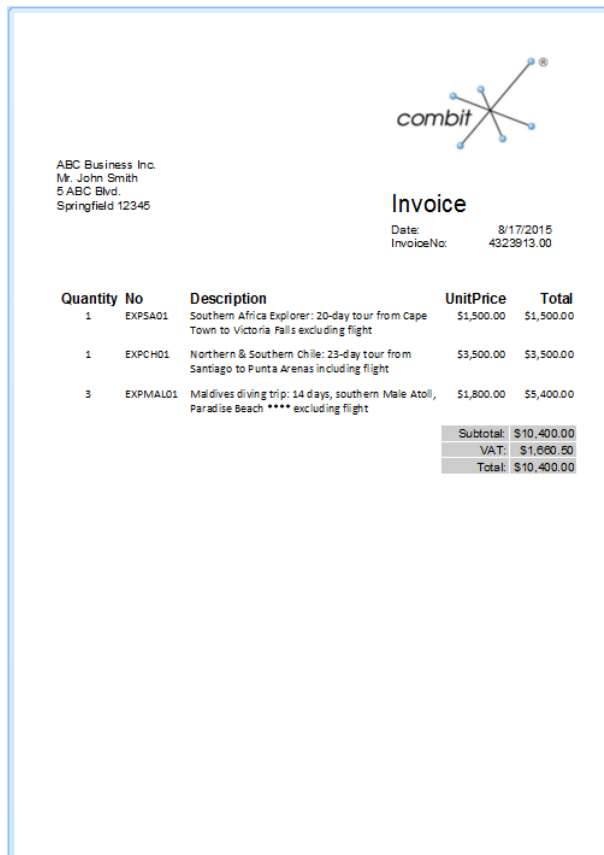 ®
combit
ABC Business Inc.
Mr. John Smith
5 ABC Blvd.
Springfield 12345
Invoice
Date: 8/17/2015
InvoiceNo: 4323913.00
Quantity No Description UnitPrice Total
1 EXPSA01 Southern Africa Explorer: 20-day tour from Cape $1,500.00 $1,500.00
Town to Victoria Falls excluding flight
1 EXPCH01 Northern & Southern Chile: 23-day tour from $3,500.00 $3,500.00
Santiago to Punta Arenas including flight
3 EXPMAL01 Maldives diving trip: 14 days, southern Male Atoll, $1,800.00 $5,400.00
Paradise Beach **** excluding flight
Subtotal: $10,400.00
VAT: $1,660.50
Total: $10,400.00